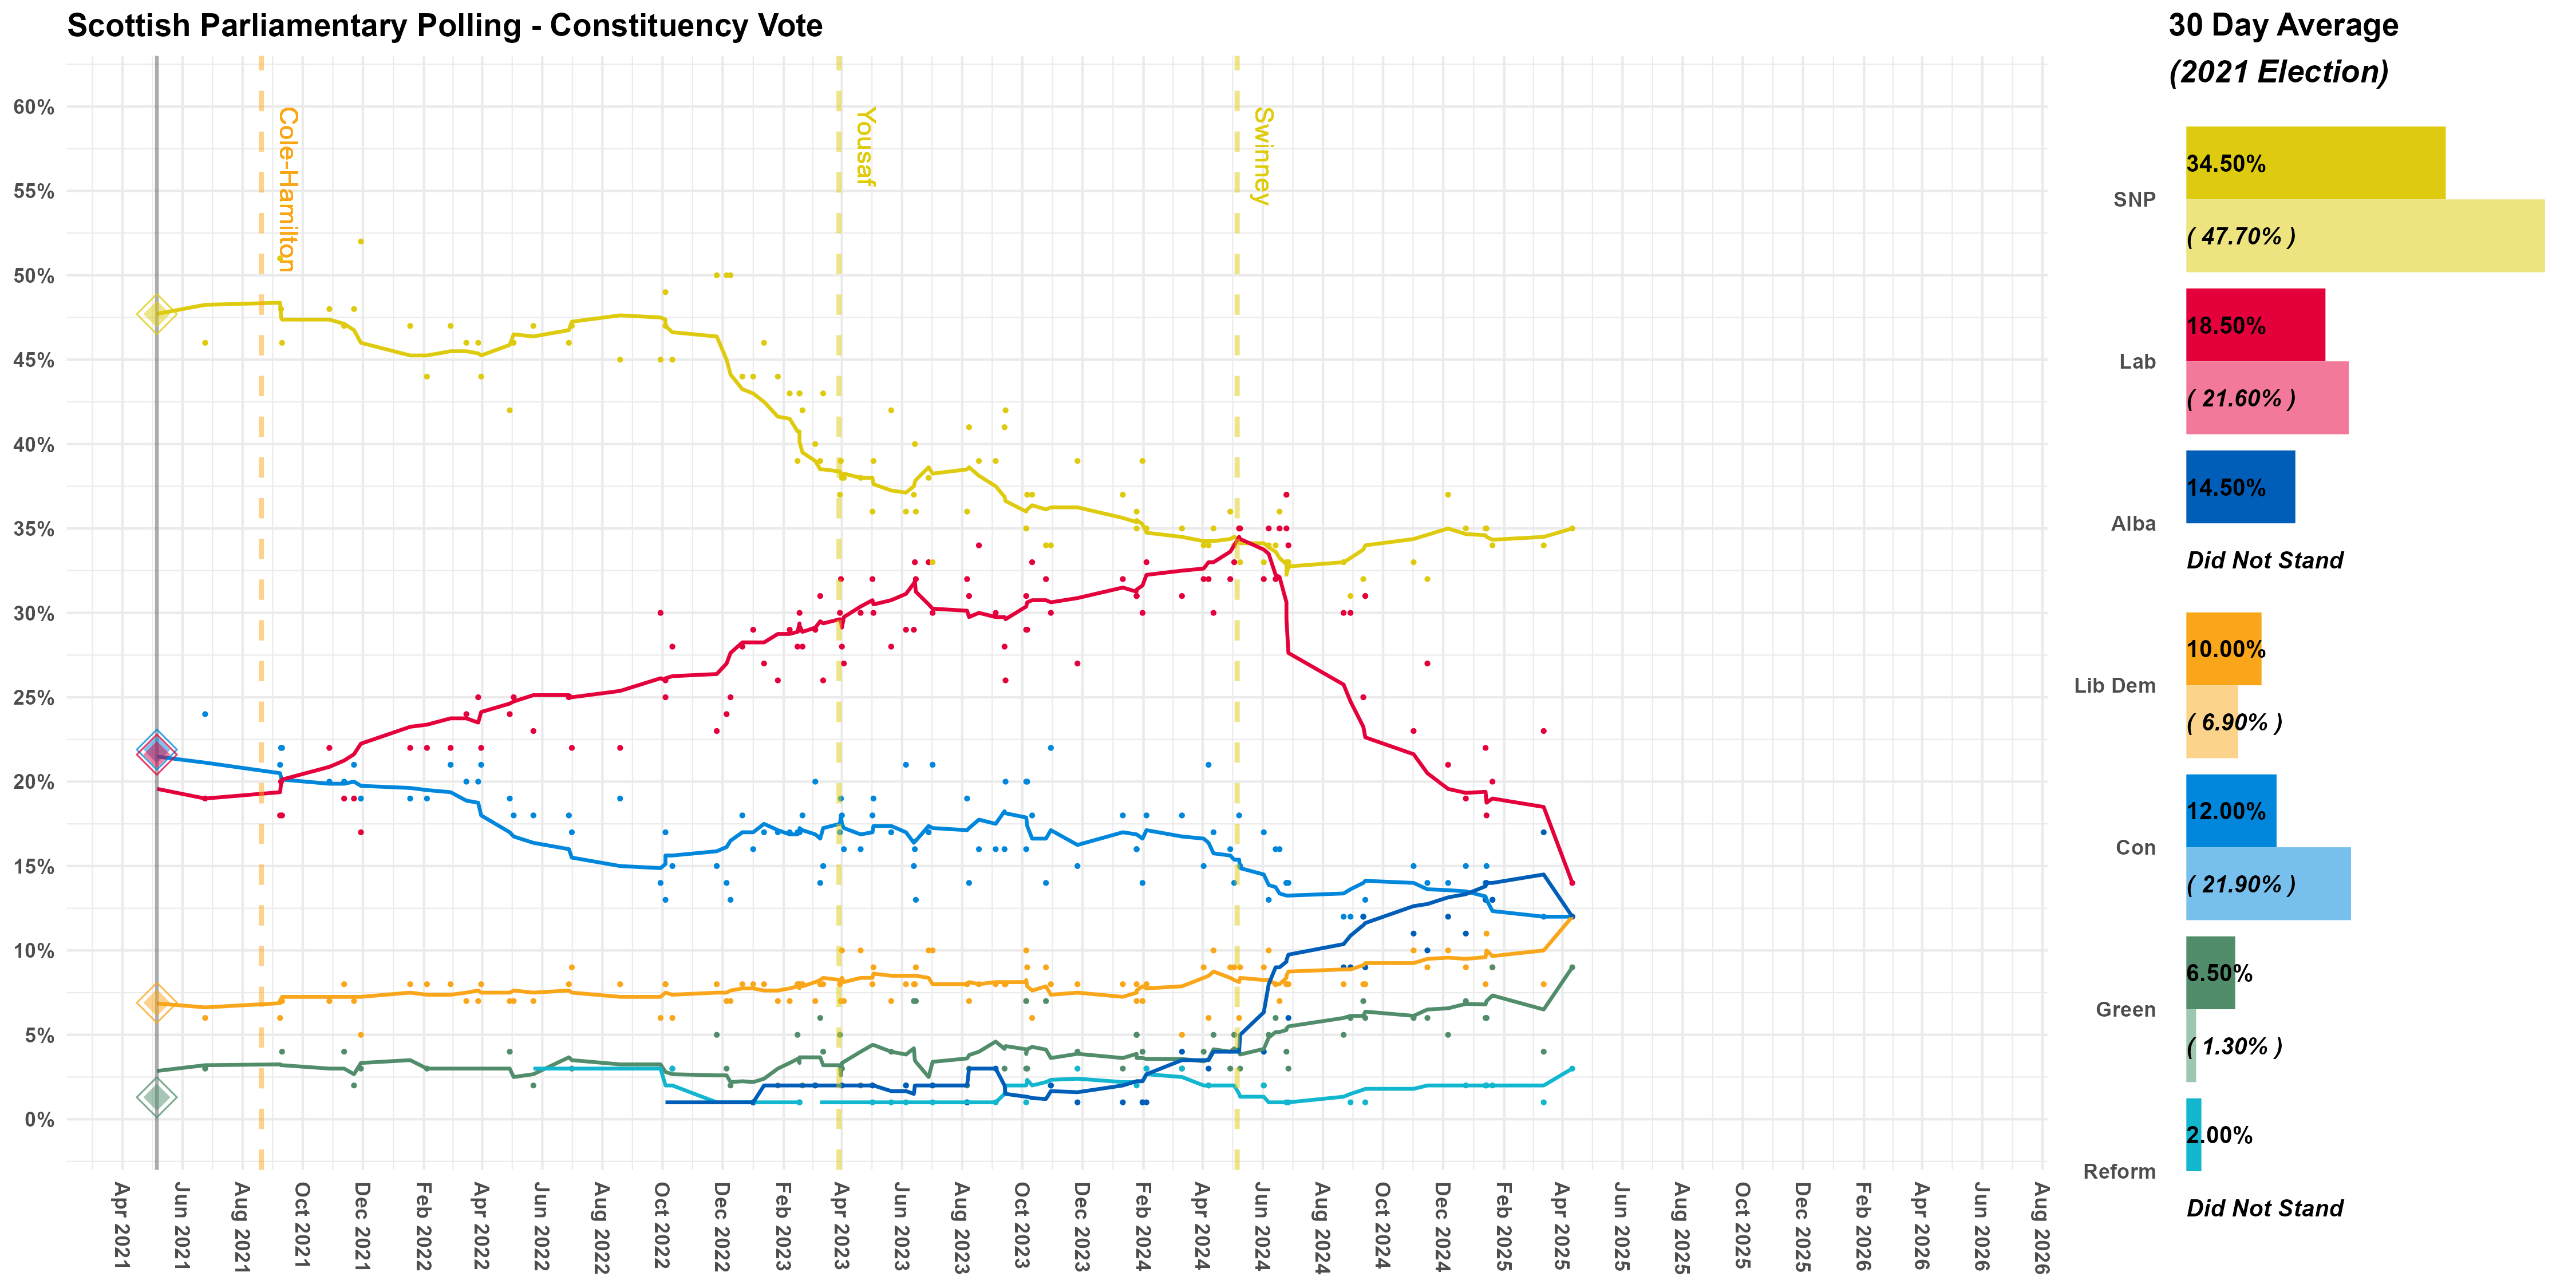 Scottish Parliamentary Polling - Constituency Vote
30 Day Average
(2021 Election)
60%
55%
50%
45%
40%
35%
30%
25%
20%
15%
10%
5%
0%
Cole-Hamilton
Yousaf
Swinney
Apr 2021
Jun 2021
Aug 2021
Oct 2021
Dec 2021
Feb 2022
Apr 2022
Jun 2022
Aug 2022
Oct 2022
Dec 2022
Feb 2023
Apr 2023
Jun 2023
Aug 2023
Oct 2023
Dec 2023
Feb 2024
Apr 2024
Jun 2024
Aug 2024
Oct 2024
Dec 2024
Feb 2025
Apr 2025
Jun 2025
Aug 2025
Oct 2025
Dec 2025
Feb 2026
Apr 2026
Jun 2026
Aug 2026
SNP
34.50%
( 47.70% )
Lab
18.50%
( 21.60% )
Alba
14.50%
Did Not Stand
Lib Dem
10.00%
( 6.90% )
Con
12.00%
( 21.90% )
Green
6.50%
( 1.30% )
Reform
2.00%
Did Not Stand